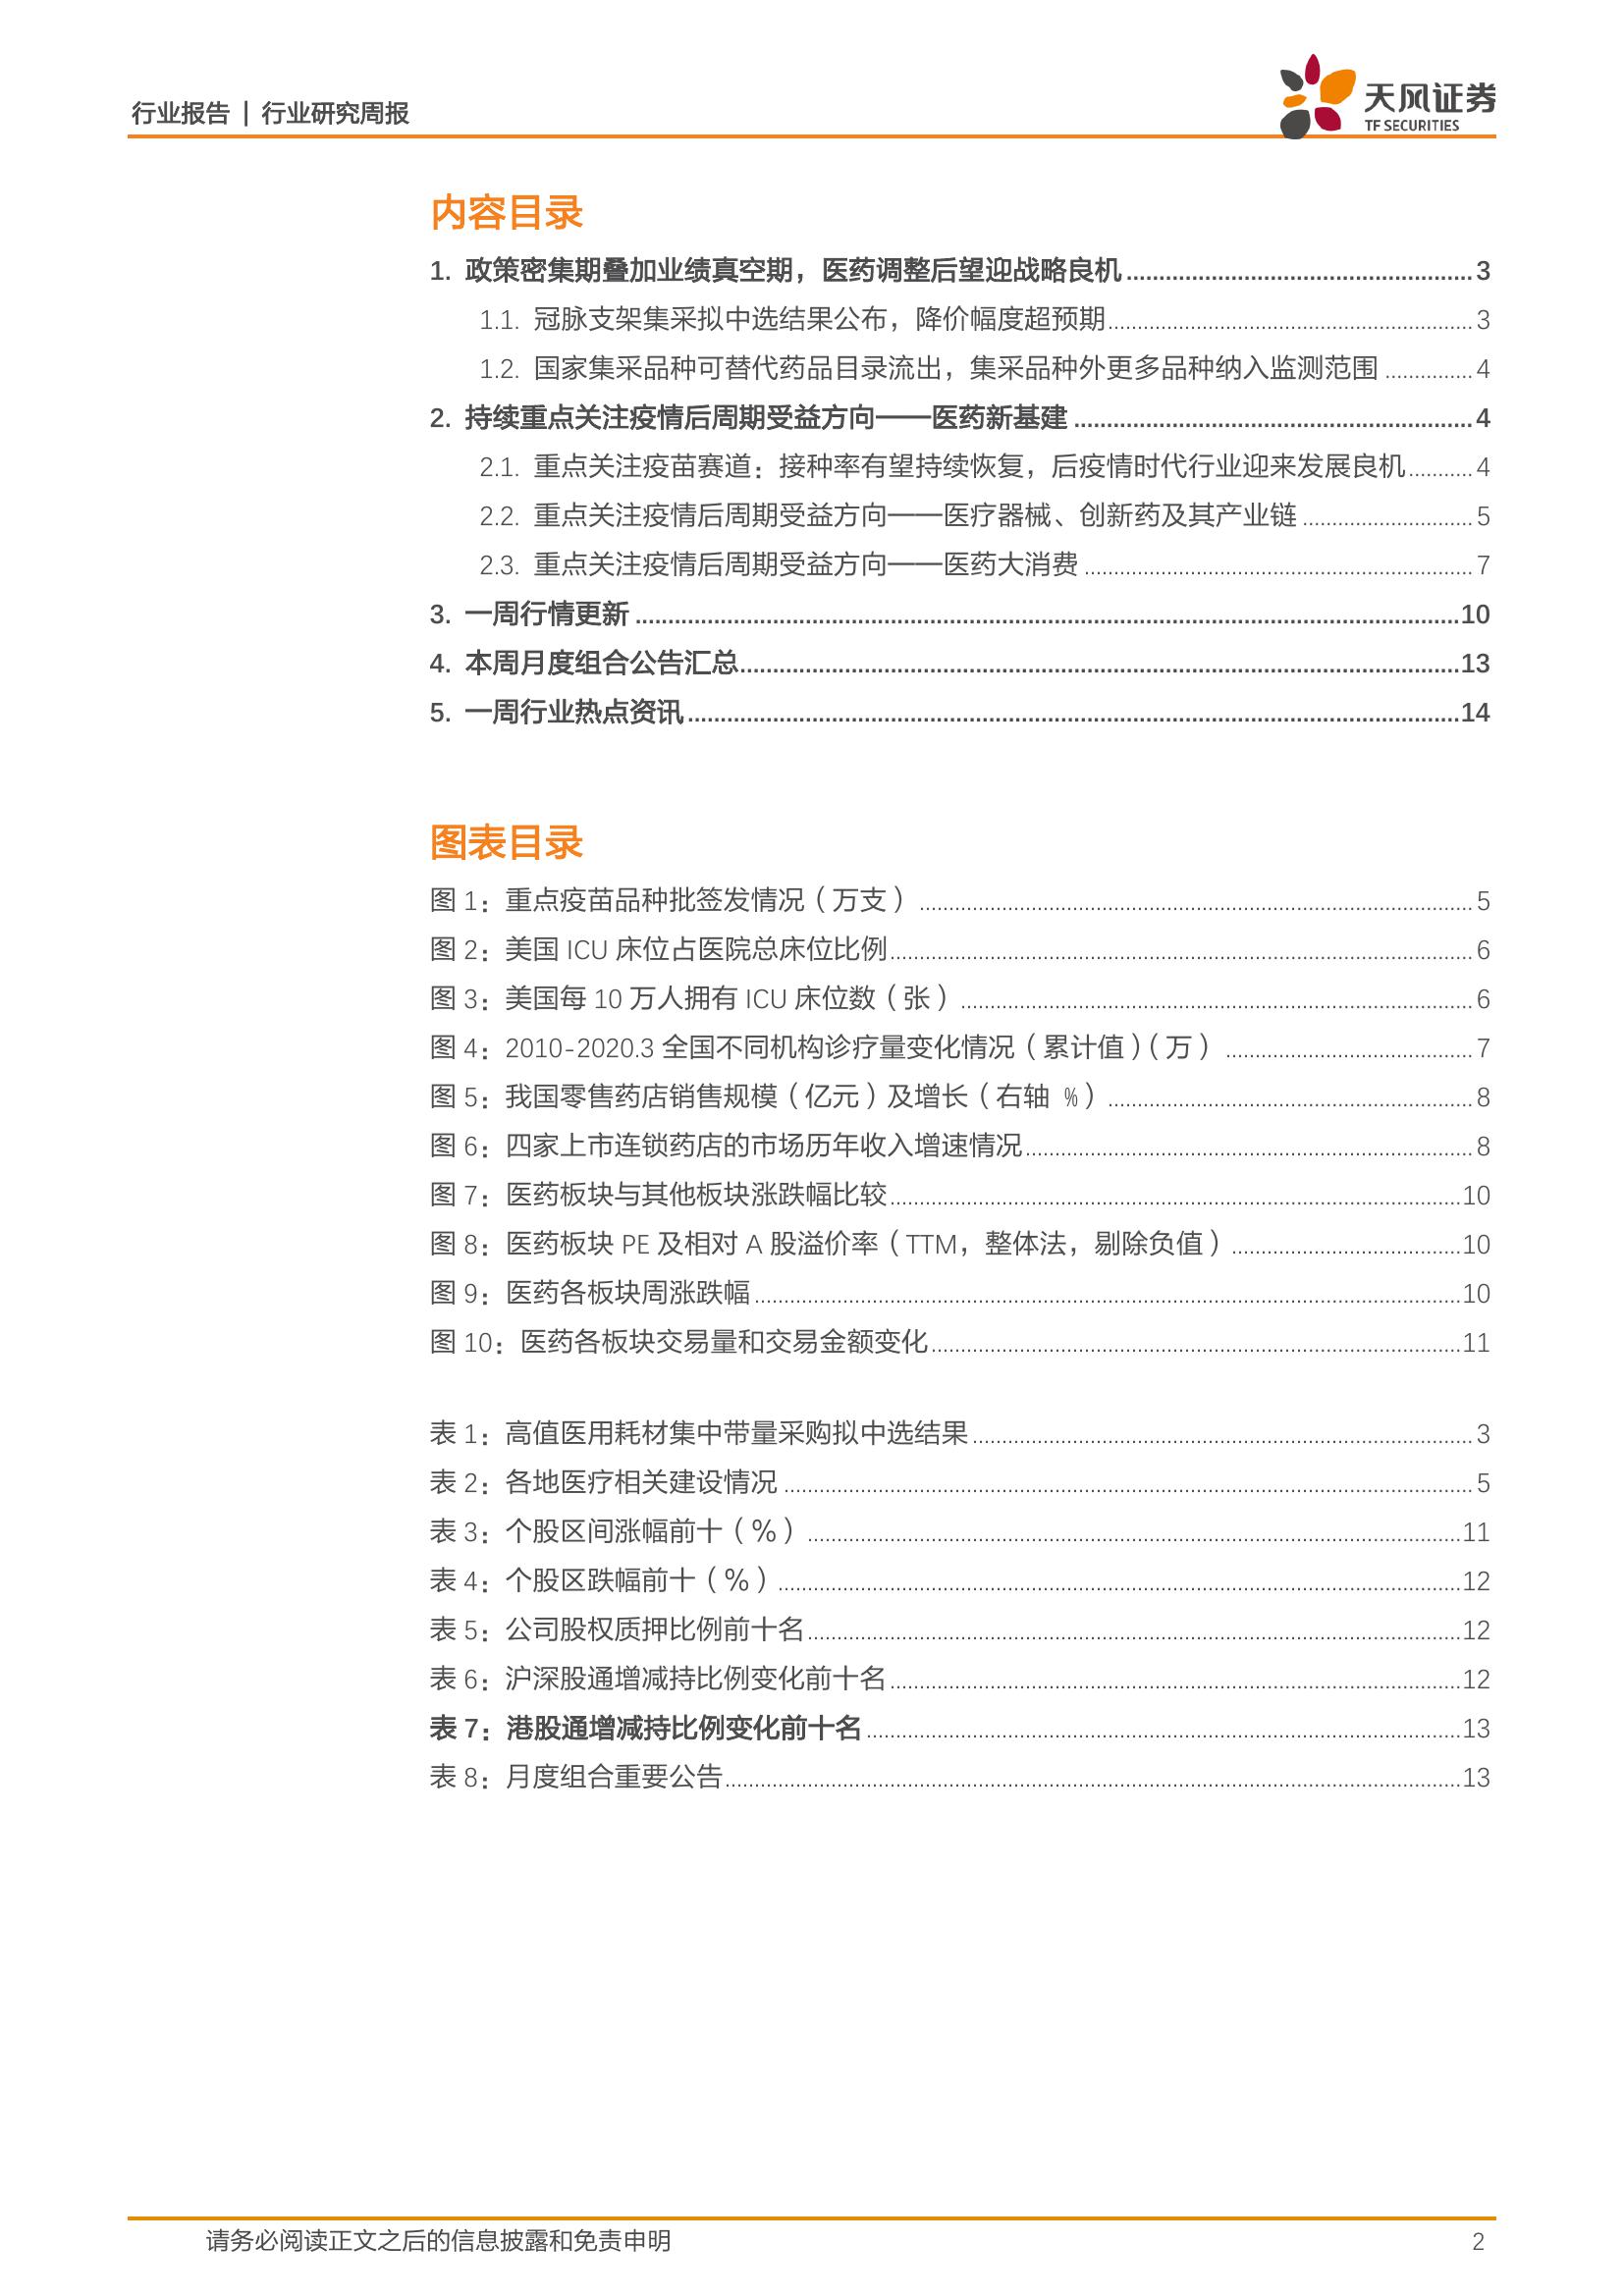 行业报告 | 行业研究周报
天风证券
TF SECURITIES
内容目录
1. 政策密集期叠加业绩真空期，医药调整后望迎战略良机 ........ 3
1.1. 冠脉支架集采拟中选结果公布，降价幅度超预期 ........ 3
1.2. 国家集采品种可替代药品目录流出，集采品种外更多品种纳入监测范围 ........ 4
2. 持续重点关注疫情后周期受益方向——医药新基建 ........ 4
2.1. 重点关注疫苗赛道：接种率有望持续恢复，后疫情时代行业迎来发展良机 ........ 4
2.2. 重点关注疫情后周期受益方向——医疗器械、创新药及其产业链 ........ 5
2.3. 重点关注疫情后周期受益方向——医药大消费 ........ 7
3. 一周行情更新 ........ 10
4. 本周月度组合公告汇总 ........ 13
5. 一周行业热点资讯 ........ 14
图表目录
图 1：重点疫苗品种批签发情况（万支） ........ 5
图 2：美国 ICU 床位占医院总床位比例 ........ 6
图 3：美国每 10 万人拥有 ICU 床位数（张） ........ 6
图 4：2010-2020.3 全国不同机构诊疗量变化情况（累计值）（万） ........ 7
图 5：我国零售药店销售规模（亿元）及增长（右轴 %） ........ 8
图 6：四家上市连锁药店的市场历年收入增速情况 ........ 8
图 7：医药板块与其他板块涨跌幅比较 ........ 10
图 8：医药板块 PE 及相对 A 股溢价率（TTM，整体法，剔除负值） ........ 10
图 9：医药各板块周涨跌幅 ........ 10
图 10：医药各板块交易量和交易金额变化 ........ 11
表 1：高值医用耗材集中带量采购拟中选结果 ........ 3
表 2：各地医疗相关建设情况 ........ 5
表 3：个股区间涨幅前十（%） ........ 11
表 4：个股区跌幅前十（%） ........ 12
表 5：公司股权质押比例前十名 ........ 12
表 6：沪深股通增减持比例变化前十名 ........ 12
表 7：港股通增减持比例变化前十名 ........ 13
表 8：月度组合重要公告 ........ 13
请务必阅读正文之后的信息披露和免责申明 2